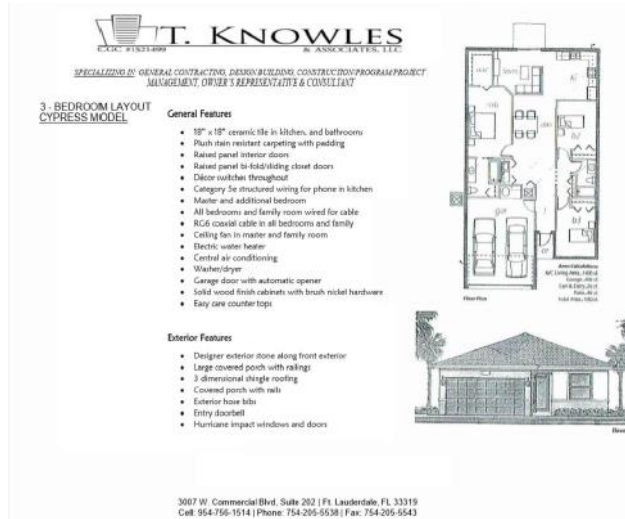 T. KNOWLES
CGC #1521499
& ASSOCIATES, LLC
SPECIALIZING IN: GENERAL CONTRACTING, DESIGN BUILDING, CONSTRUCTION PROGRAM/PROJECT
MANAGEMENT, OWNER'S REPRESENTATIVE & CONSULTANT
3 - BEDROOM LAYOUT
CYPRESS MODEL
General Features
• 18" x 18" ceramic tile in kitchen, and bathrooms
• Plush stain resistant carpeting with padding
• Raised panel interior doors
• Raised panel bi-fold/sliding closet doors
• Décor switches throughout
• Category 5e structured wiring for phone in kitchen
• Master and additional bedroom
• All bedrooms and family room wired for cable
• RG6 coaxial cable in all bedrooms and family
• Ceiling fan in master and family room
• Electric water heater
• Central air conditioning
• Washer/dryer
• Garage door with automatic opener
• Solid wood finish cabinets with brush nickel hardware
• Easy care counter tops
Exterior Features
• Designer exterior stone along front exterior
• Large covered porch with railings
• 3 dimensional shingle roofing
• Covered porch with rails
• Exterior hose bibs
• Entry doorbell
• Hurricane impact windows and doors
Floor Plan
Area Calculations
3007 W. Commercial Blvd, Suite 202 | Ft. Lauderdale, FL 33319
Cell: 954-756-1514 | Phone: 754-205-5538 | Fax: 754-205-5543